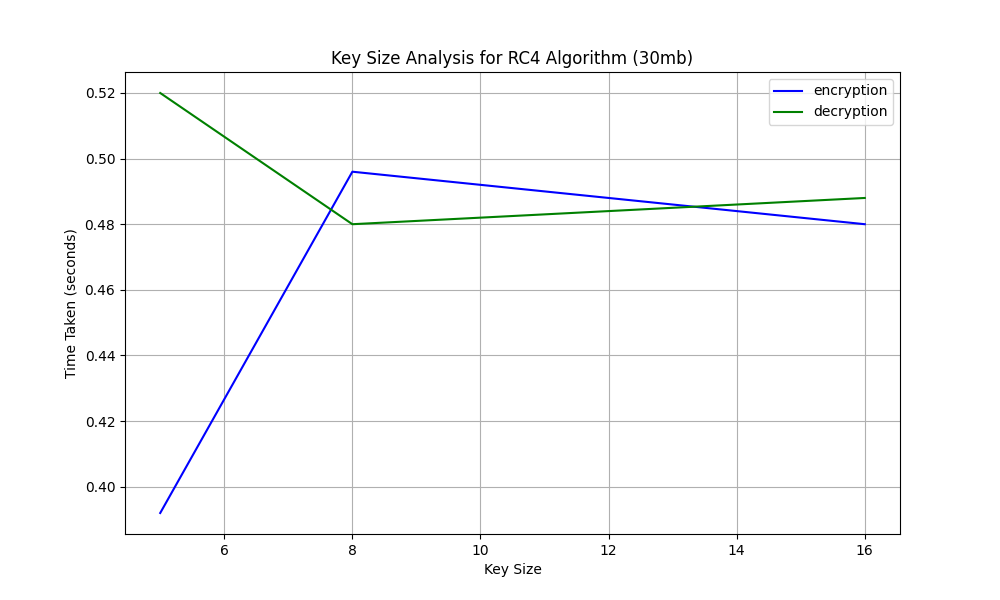 Key Size Analysis for RC4 Algorithm (30mb)
encryption
decryption
Time Taken (seconds)
0.52
0.50
0.48
0.46
0.44
0.42
0.40
6 8 10 12 14 16
Key Size